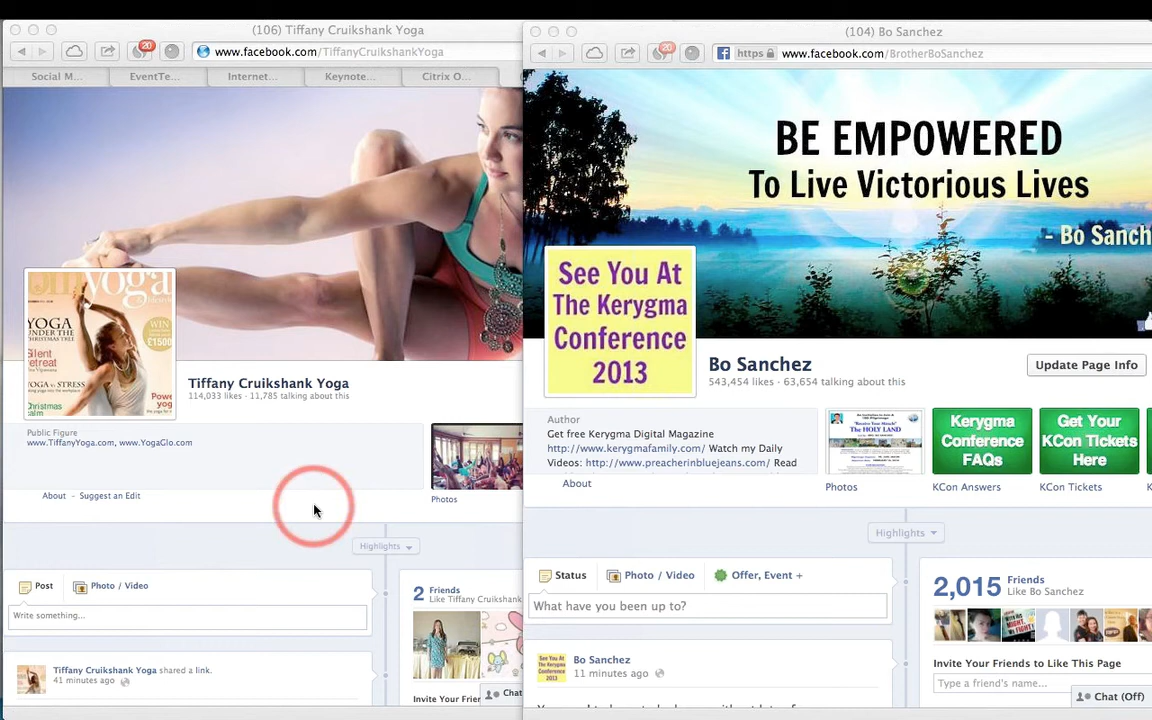 (106) Tiffany Cruikshank Yoga
www.facebook.com/TiffanyCruikshankYoga
20
Social M... EventTe... Internet... Keynote... Citrix O...
yoga
YOGA
UNDER THE
WIN
£1500
retreat
YOGA to STRESS
Christmas
calm
Tiffany Cruikshank Yoga
114,033 likes · 11,785 talking about this
Public Figure
www.TiffanyYoga.com, www.YogaGlo.com
About - Suggest an Edit
Photos
Highlights
Post Photo / Video
Write something...
2 Friends
Like Tiffany Cruikshank
Tiffany Cruikshank Yoga shared a link.
41 minutes ago
Invite Your Frien
Chat
(104) Bo Sanchez
https www.facebook.com/BrotherBoSanchez
20
BE EMPOWERED
To Live Victorious Lives
- Bo Sanch
See You At
The Kerygma
Conference
2013
Bo Sanchez
543,454 likes · 63,654 talking about this
Update Page Info
Author
Get free Kerygma Digital Magazine
http://www.kerygmafamily.com/ Watch my Daily
Videos: http://www.preacherinbluejeans.com/ Read
About
The HOLY LAND
Photos
Kerygma
Conference
FAQs
KCon Answers
Get Your
KCon Tickets
Here
KCon Tickets
Highlights
Status Photo / Video Offer, Event +
What have you been up to?
2,015 Friends
Like Bo Sanchez
Bo Sanchez
11 minutes ago
Invite Your Friends to Like This Page
Type a friend's name...
Chat (Off)